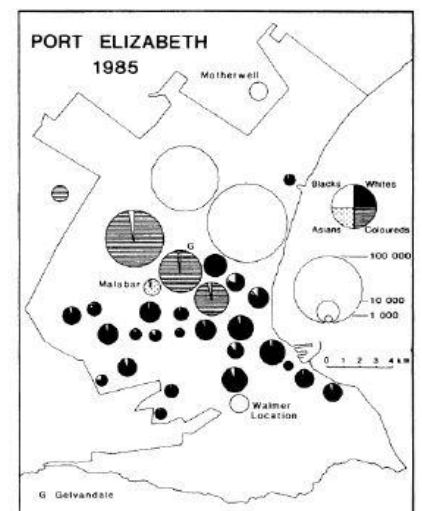 PORT ELIZABETH
1985
Motherwell
Blacks Whites
Asians Coloureds
G
Malabar
100 000
10 000
1 000
0 1 2 3 4 km
Walmer
Location
G Gelvandale